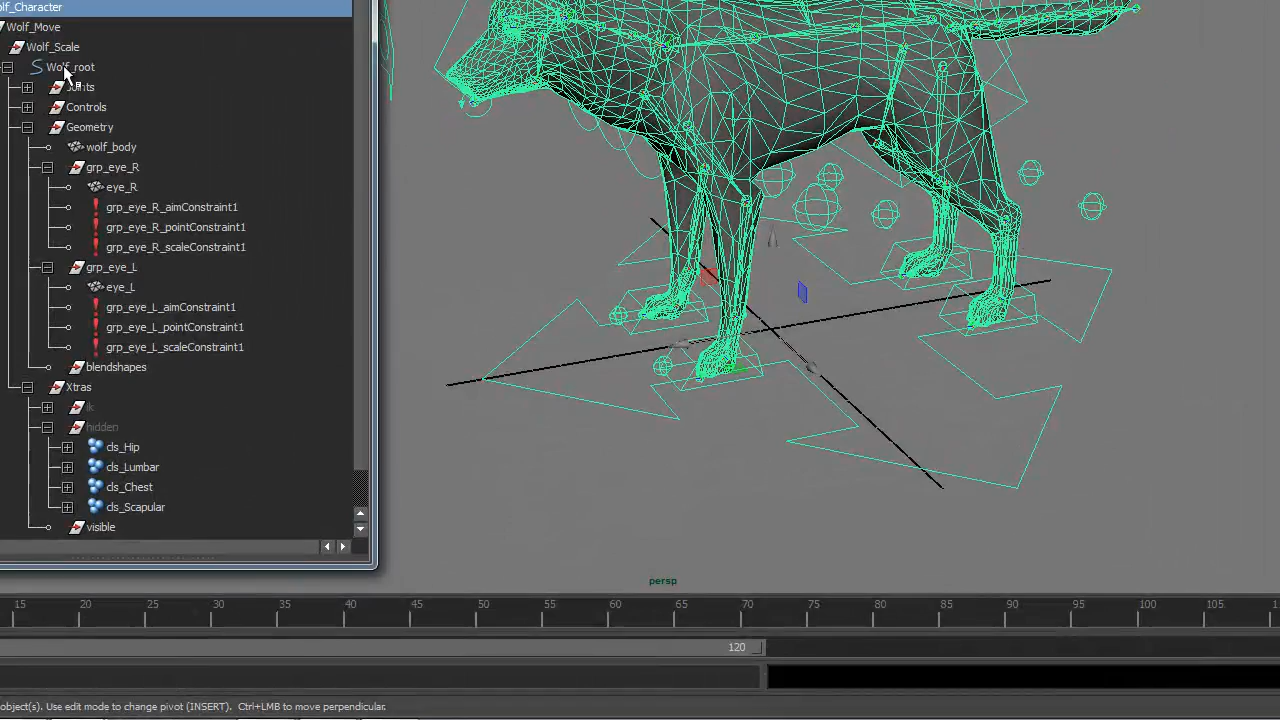 olf_Character
Wolf_Move
Wolf_Scale
Wolf_root
Controls
Geometry
wolf_body
grp_eye_R
eye_R
grp_eye_R_aimConstraint1
grp_eye_R_pointConstraint1
grp_eye_R_scaleConstraint1
grp_eye_L
eye_L
grp_eye_L_aimConstraint1
grp_eye_L_pointConstraint1
grp_eye_L_scaleConstraint1
blendshapes
Xtras
ik
hidden
cls_Hip
cls_Lumbar
cls_Chest
cls_Scapular
visible
persp
15 20 25 30 35 40 45 50 55 60 65 70 75 80 85 90 95 100 105
120
object(s). Use edit mode to change pivot (INSERT). Ctrl+LMB to move perpendicular.